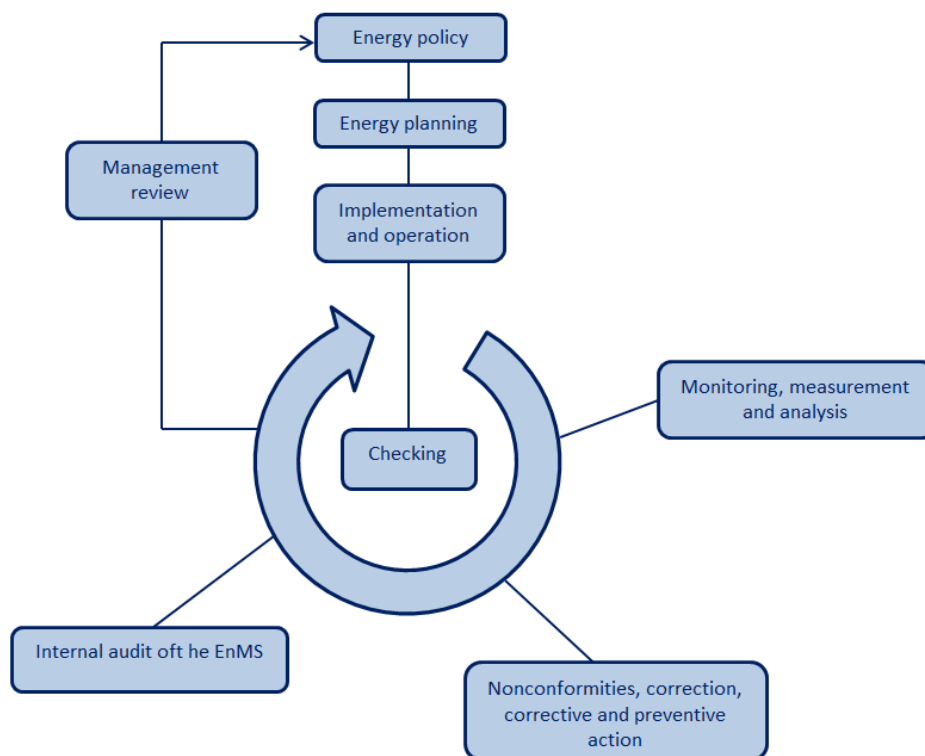 Energy policy
Energy planning
Management
review
Implementation
and operation
Monitoring, measurement
and analysis
Checking
Internal audit oft he EnMS
Nonconformities, correction,
corrective and preventive
action